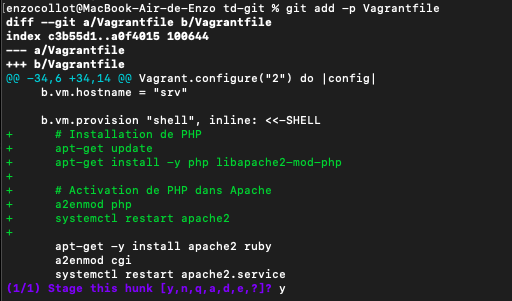 enzocollot@MacBook-Air-de-Enzo td-git % git add -p Vagrantfile
diff --git a/Vagrantfile b/Vagrantfile
index c3b55d1..a0f4015 100644
--- a/Vagrantfile
+++ b/Vagrantfile
@@ -34,6 +34,14 @@ Vagrant.configure("2") do |config|
     b.vm.hostname = "srv"

     b.vm.provision "shell", inline: <<-SHELL
+      # Installation de PHP
+      apt-get update
+      apt-get install -y php libapache2-mod-php
+
+      # Activation de PHP dans Apache
+      a2enmod php
+      systemctl restart apache2
+
       apt-get -y install apache2 ruby
       a2enmod cgi
       systemctl restart apache2.service
(1/1) Stage this hunk [y,n,q,a,d,e,?]? y